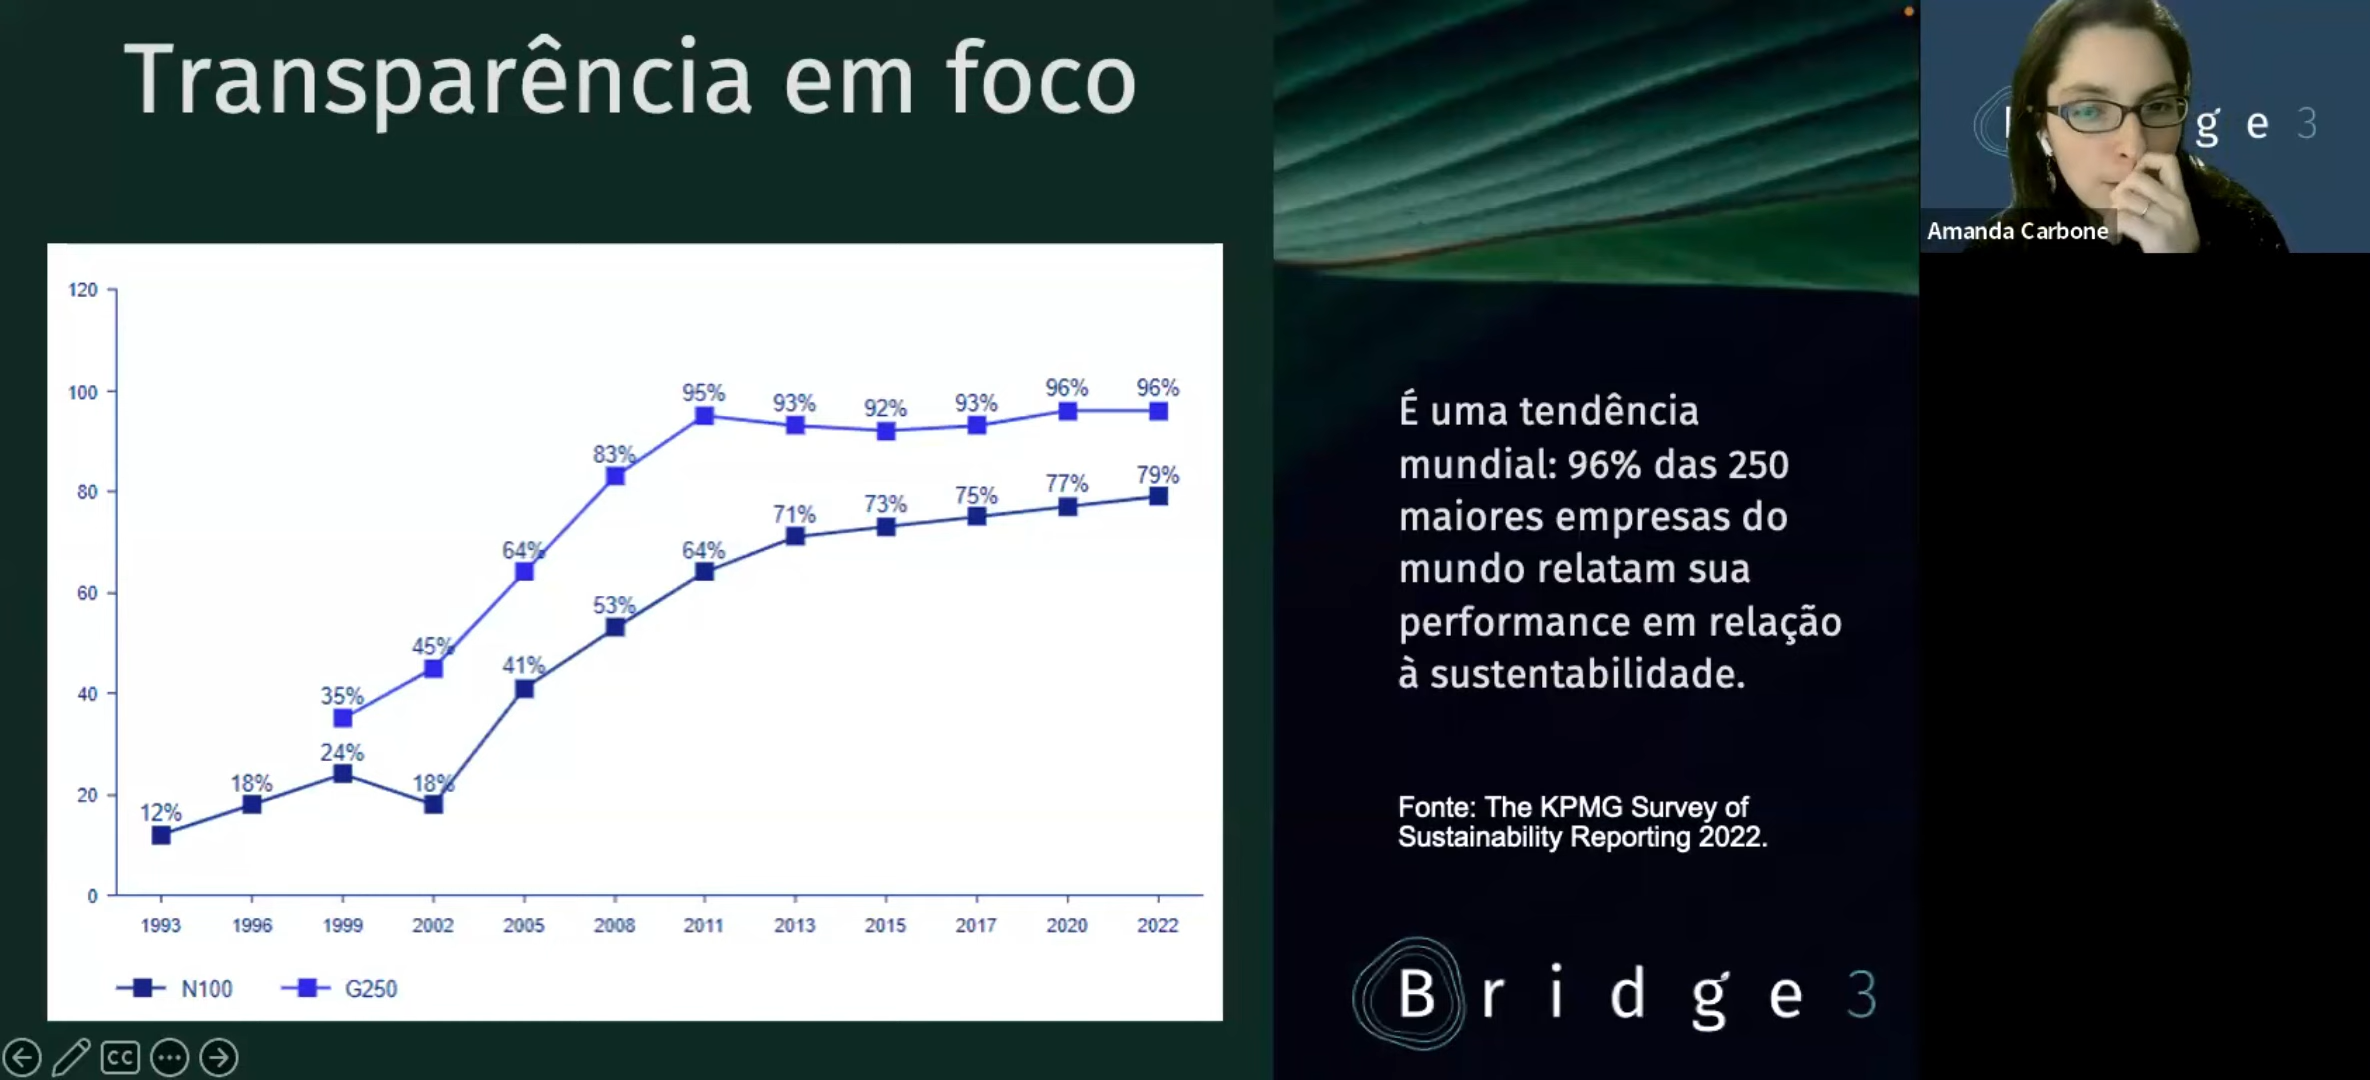 Transparência em foco
120
100
80
60
40
20
0
35%
45%
64%
83%
95%
93%
92%
93%
96%
96%
12%
18%
24%
18%
41%
53%
64%
71%
73%
75%
77%
79%
1993 1996 1999 2002 2005 2008 2011 2013 2015 2017 2020 2022
N100 G250
CC
É uma tendência
mundial: 96% das 250
maiores empresas do
mundo relatam sua
performance em relação
à sustentabilidade.
Fonte: The KPMG Survey of
Sustainability Reporting 2022.
Bridge 3
g e 3
Amanda Carbone